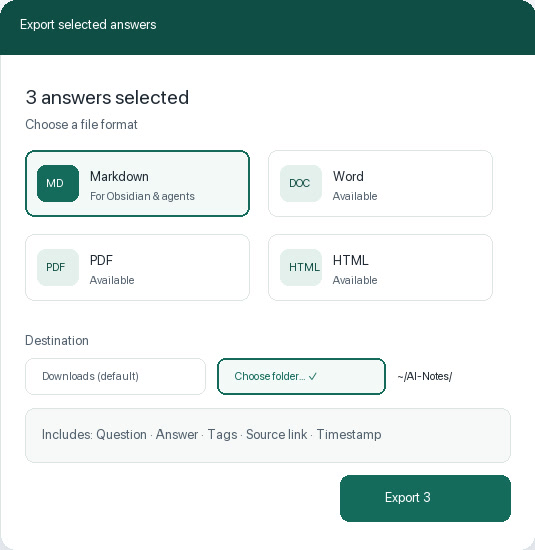 Export selected answers
3 answers selected
Choose a file format
MD
Markdown
For Obsidian & agents
DOC
Word
Available
PDF
PDF
Available
HTML
HTML
Available
Destination
Downloads (default)
Choose folder... ✓
~/AI-Notes/
Includes: Question · Answer · Tags · Source link · Timestamp
Export 3